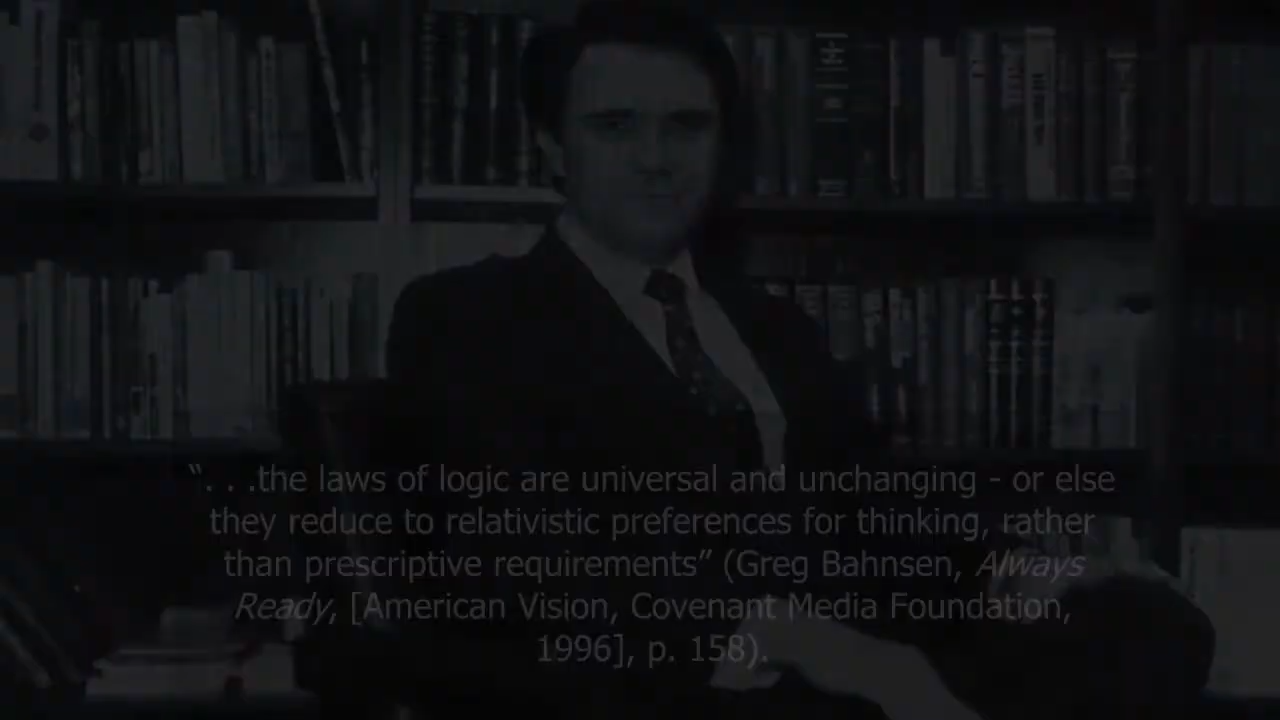 “. . .the laws of logic are universal and unchanging - or else
they reduce to relativistic preferences for thinking, rather
than prescriptive requirements” (Greg Bahnsen, Always
Ready, [American Vision, Covenant Media Foundation,
1996], p. 158).